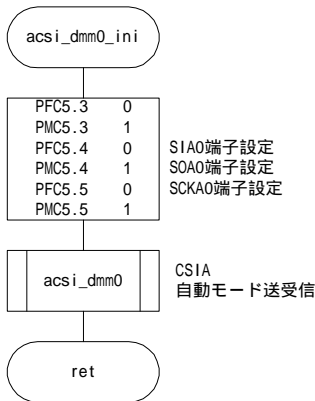 acsi_dmm0_ini
PFC5.3 0
PMC5.3 1
PFC5.4 0 SIA0端子設定
PMC5.4 1 SOA0端子設定
PFC5.5 0 SCKA0端子設定
PMC5.5 1
acsi_dmm0
CSIA
自動モード送受信
ret